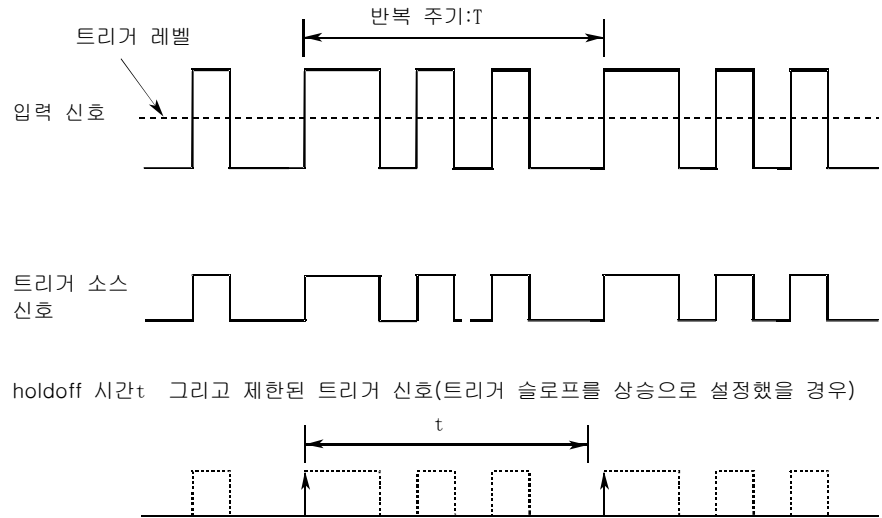 반복 주기:T
트리거 레벨
입력 신호
트리거 소스
신호
holdoff 시간t 그리고 제한된 트리거 신호(트리거 슬로프를 상승으로 설정했을 경우)
t